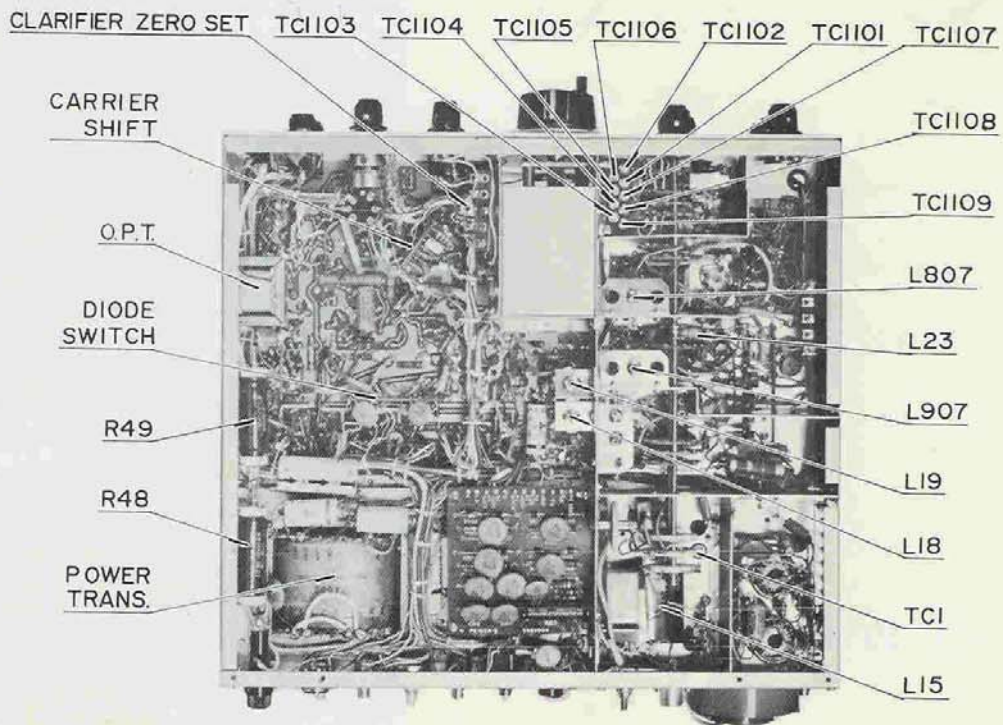 CLARIFIER ZERO SET
TC1103
TC1104
TC1105
TC1106
TC1102
TC1101
TC1107
CARRIER
SHIFT
TC1108
TC1109
O.P.T.
L807
DIODE
SWITCH
L23
L907
R49
L19
R48
L18
POWER
TRANS.
TC1
L15